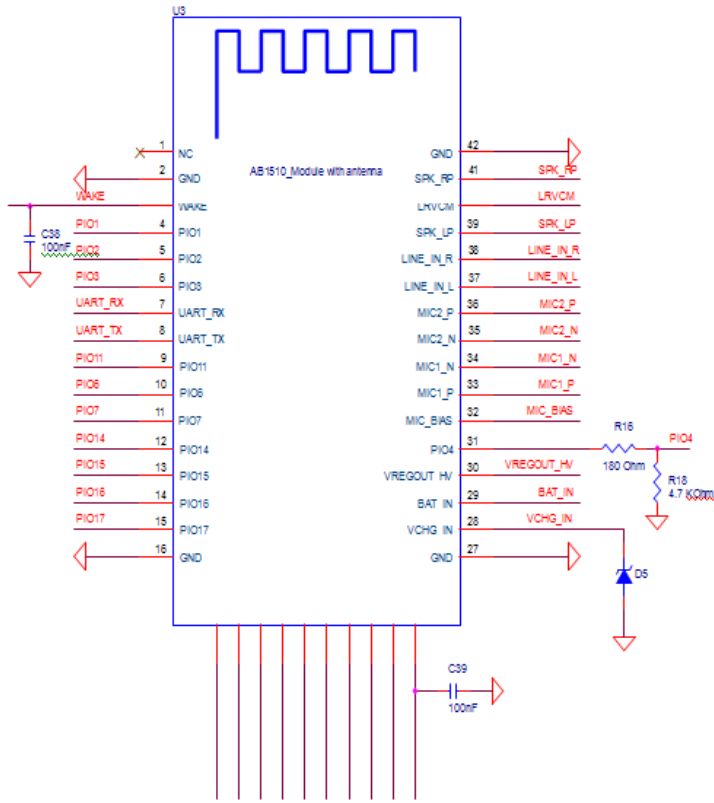 U3
AB1510_Module with antenna
1 NC
2 GND
WAKE WAKE
PIO1 4 PIO1
C38
100nF
PIO2 5 PIO2
PIO3 6 PIO3
UART_RX 7 UART_RX
UART_TX 8 UART_TX
PIO11 9 PIO11
PIO6 10 PIO6
PIO7 11 PIO7
PIO14 12 PIO14
PIO15 13 PIO15
PIO16 14 PIO16
PIO17 15 PIO17
16 GND
GND 42
SPK_RP 41 SPK_RP
LRVCM LRVCM
SPK_LP 39 SPK_LP
LINE_IN_R 38 LINE_IN_R
LINE_IN_L 37 LINE_IN_L
MIC2_P 36 MIC2_P
MIC2_N 35 MIC2_N
MIC1_N 34 MIC1_N
MIC1_P 33 MIC1_P
MIC_BIAS 32 MIC_BIAS
PIO4 31
R16
180 Ohm
PIO4
R18
4.7 KOhm
VREGOUT_HV 30 VREGOUT_HV
BAT IN 29 BAT_IN
VCHG IN 28 VCHG_IN
GND 27
D5
C39
100nF